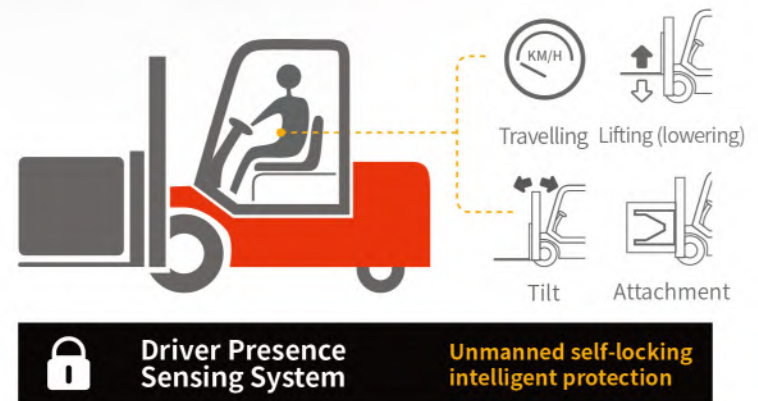 KM/H
Travelling Lifting (lowering)
Tilt Attachment
Driver Presence
Sensing System
Unmanned self-locking
intelligent protection